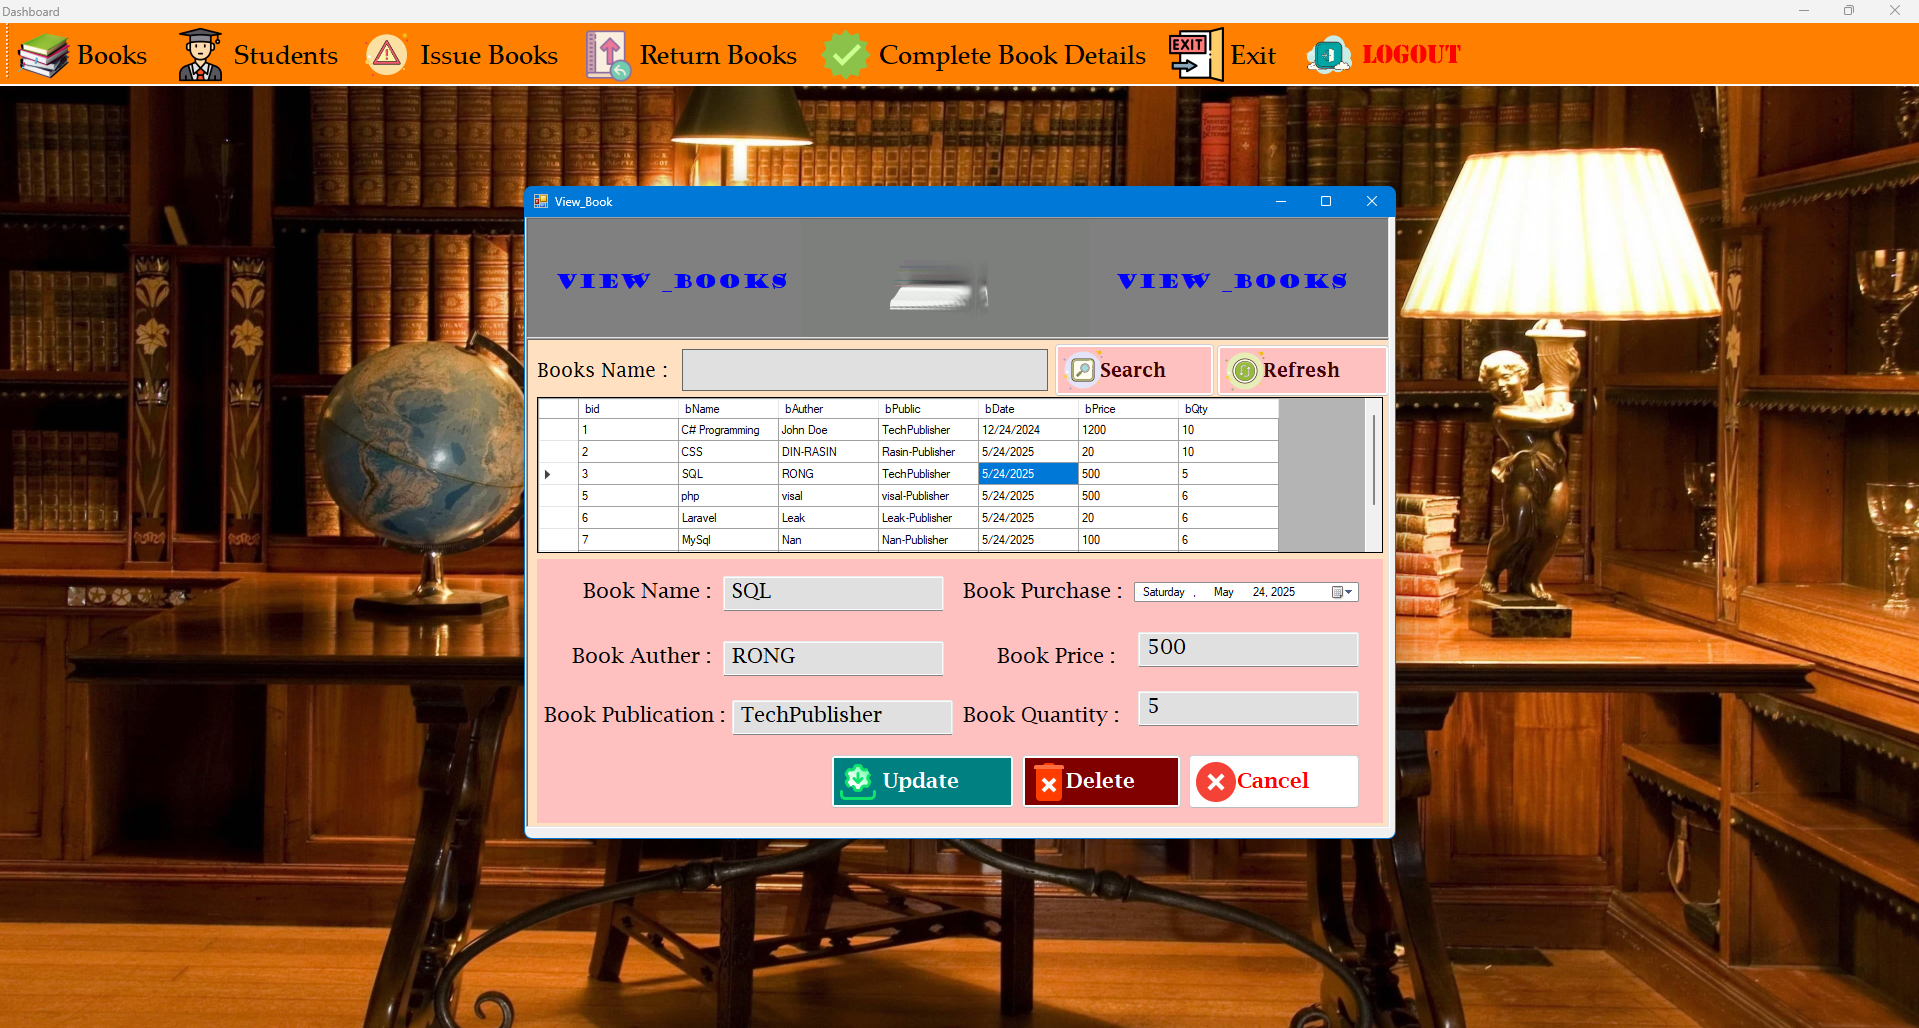 Dashboard
Books Students Issue Books Return Books Complete Book Details EXIT Exit LOGOUT
View_Book
VIEW _BOOKS VIEW _BOOKS
Books Name : Search Refresh
bid bName bAuther bPublic bDate bPrice bQty
1 C# Programming John Doe TechPublisher 12/24/2024 1200 10
2 CSS DIN-RASIN Rasin-Publisher 5/24/2025 20 10
3 SQL RONG TechPublisher 5/24/2025 500 5
5 php visal visal-Publisher 5/24/2025 500 6
6 Laravel Leak Leak-Publisher 5/24/2025 20 6
7 MySql Nan Nan-Publisher 5/24/2025 100 6
Book Name : SQL Book Purchase : Saturday , May 24, 2025
Book Auther : RONG Book Price : 500
Book Publication : TechPublisher Book Quantity : 5
Update Delete Cancel